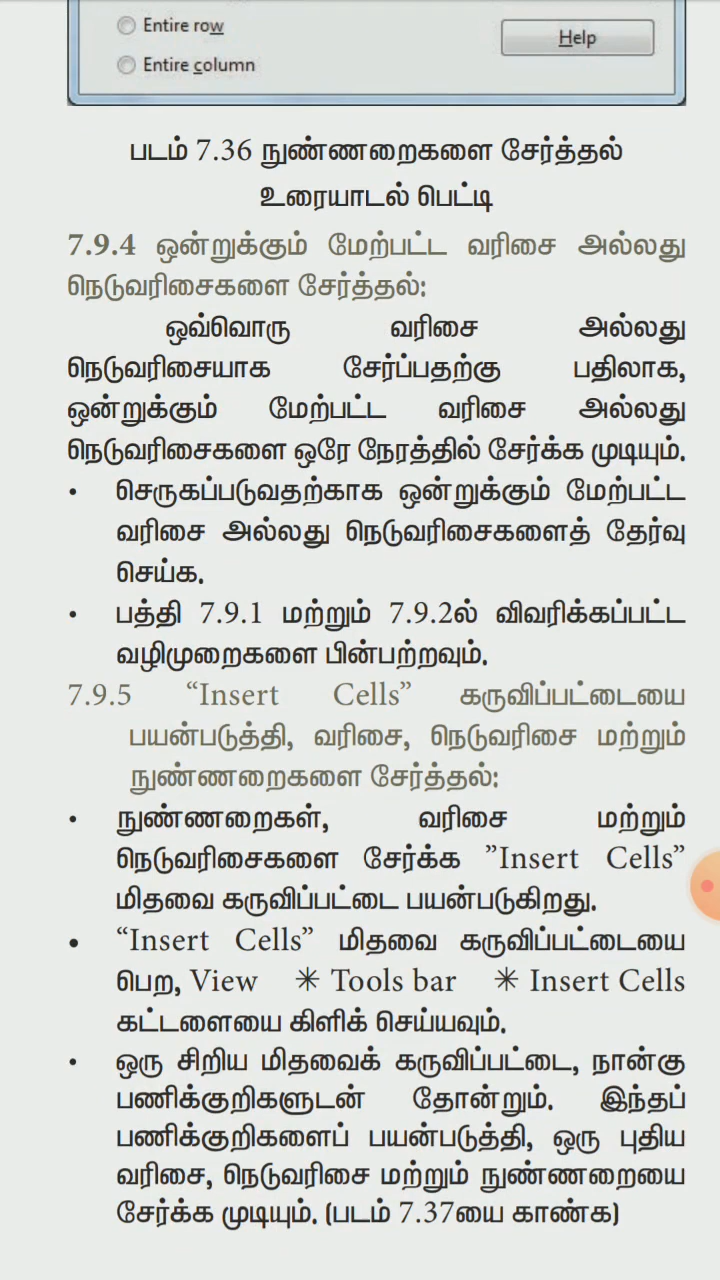 Entire row
Help
Entire column
படம் 7.36 நுண்ணறைகளை சேர்த்தல்
உரையாடல் பெட்டி
7.9.4 ஒன்றுக்கும் மேற்பட்ட வரிசை அல்லது
நெடுவரிசைகளை சேர்த்தல்:
ஒவ்வொரு வரிசை அல்லது
நெடுவரிசையாக சேர்ப்பதற்கு பதிலாக,
ஒன்றுக்கும் மேற்பட்ட வரிசை அல்லது
நெடுவரிசைகளை ஒரே நேரத்தில் சேர்க்க முடியும்.
• செருகப்படுவதற்காக ஒன்றுக்கும் மேற்பட்ட
வரிசை அல்லது நெடுவரிசைகளைத் தேர்வு
செய்க.
• பத்தி 7.9.1 மற்றும் 7.9.2ல் விவரிக்கப்பட்ட
வழிமுறைகளை பின்பற்றவும்.
7.9.5 “Insert Cells” கருவிப்பட்டையை
பயன்படுத்தி, வரிசை, நெடுவரிசை மற்றும்
நுண்ணறைகளை சேர்த்தல்:
• நுண்ணறைகள், வரிசை மற்றும்
நெடுவரிசைகளை சேர்க்க ”Insert Cells”
மிதவை கருவிப்பட்டை பயன்படுகிறது.
• “Insert Cells” மிதவை கருவிப்பட்டையை
பெற, View ✳ Tools bar ✳ Insert Cells
கட்டளையை கிளிக் செய்யவும்.
• ஒரு சிறிய மிதவைக் கருவிப்பட்டை, நான்கு
பணிக்குறிகளுடன் தோன்றும். இந்தப்
பணிக்குறிகளைப் பயன்படுத்தி, ஒரு புதிய
வரிசை, நெடுவரிசை மற்றும் நுண்ணறையை
சேர்க்க முடியும். (படம் 7.37யை காண்க)